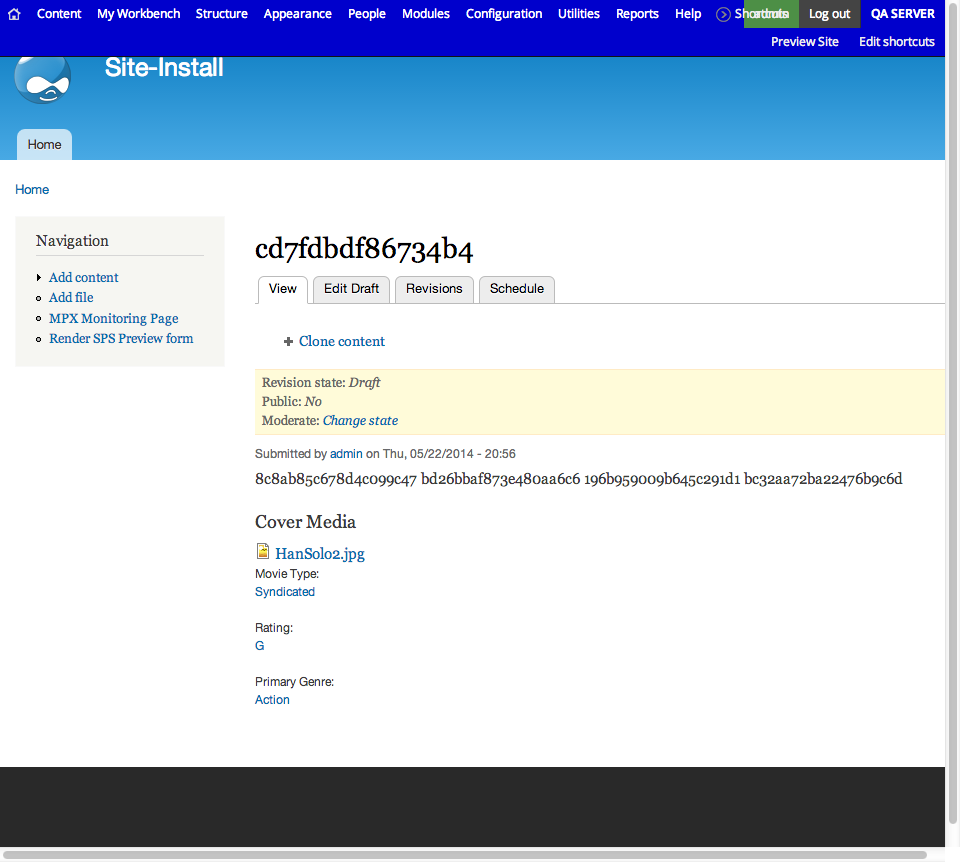 Content My Workbench Structure Appearance People Modules Configuration Utilities Reports Help Shortcuts Log out QA SERVER
Preview Site Edit shortcuts
Site-Install
Home
Home
Navigation
Add content
Add file
MPX Monitoring Page
Render SPS Preview form
cd7fdbdf86734b4
View Edit Draft Revisions Schedule
Clone content
Revision state: Draft
Public: No
Moderate: Change state
Submitted by admin on Thu, 05/22/2014 - 20:56
8c8ab85c678d4c099c47 bd26bbaf873e480aa6c6 196b959009b645c291d1 bc32aa72ba22476b9c6d
Cover Media
HanSolo2.jpg
Movie Type:
Syndicated
Rating:
G
Primary Genre:
Action